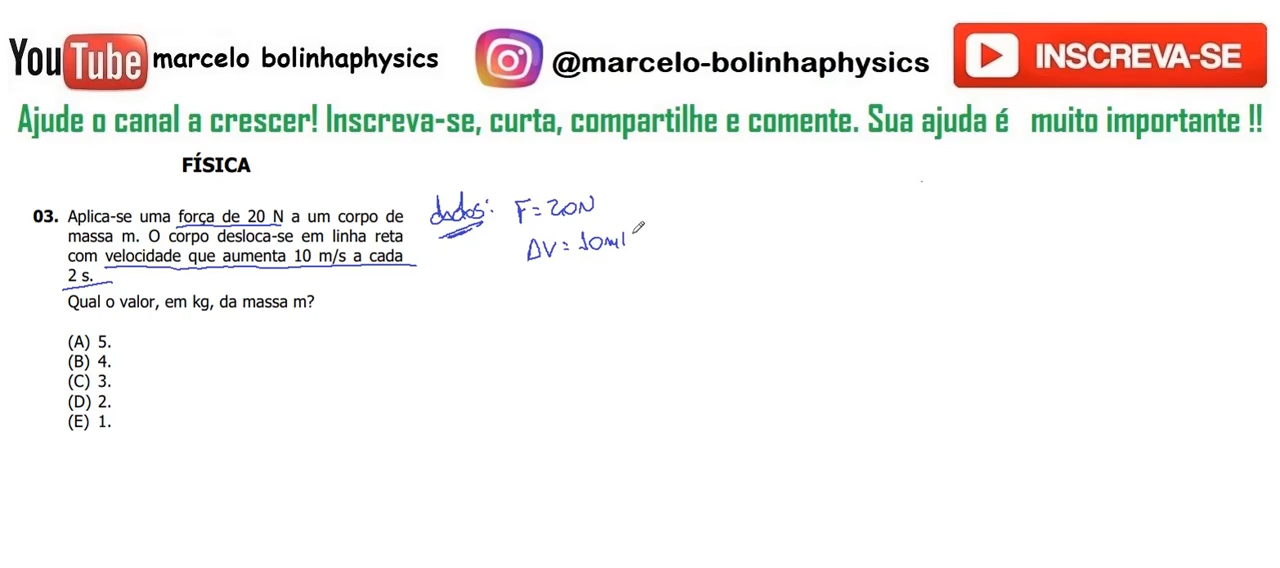 YouTube marcelo bolinhaphysics @marcelo-bolinhaphysics INSCREVA-SE
Ajude o canal a crescer! Inscreva-se, curta, compartilhe e comente. Sua ajuda é muito importante !!
FÍSICA
03. Aplica-se uma força de 20 N a um corpo de
massa m. O corpo desloca-se em linha reta
com velocidade que aumenta 10 m/s a cada
2 s.
Qual o valor, em kg, da massa m?
(A) 5.
(B) 4.
(C) 3.
(D) 2.
(E) 1.
dados: F=20N
ΔV= 10m/